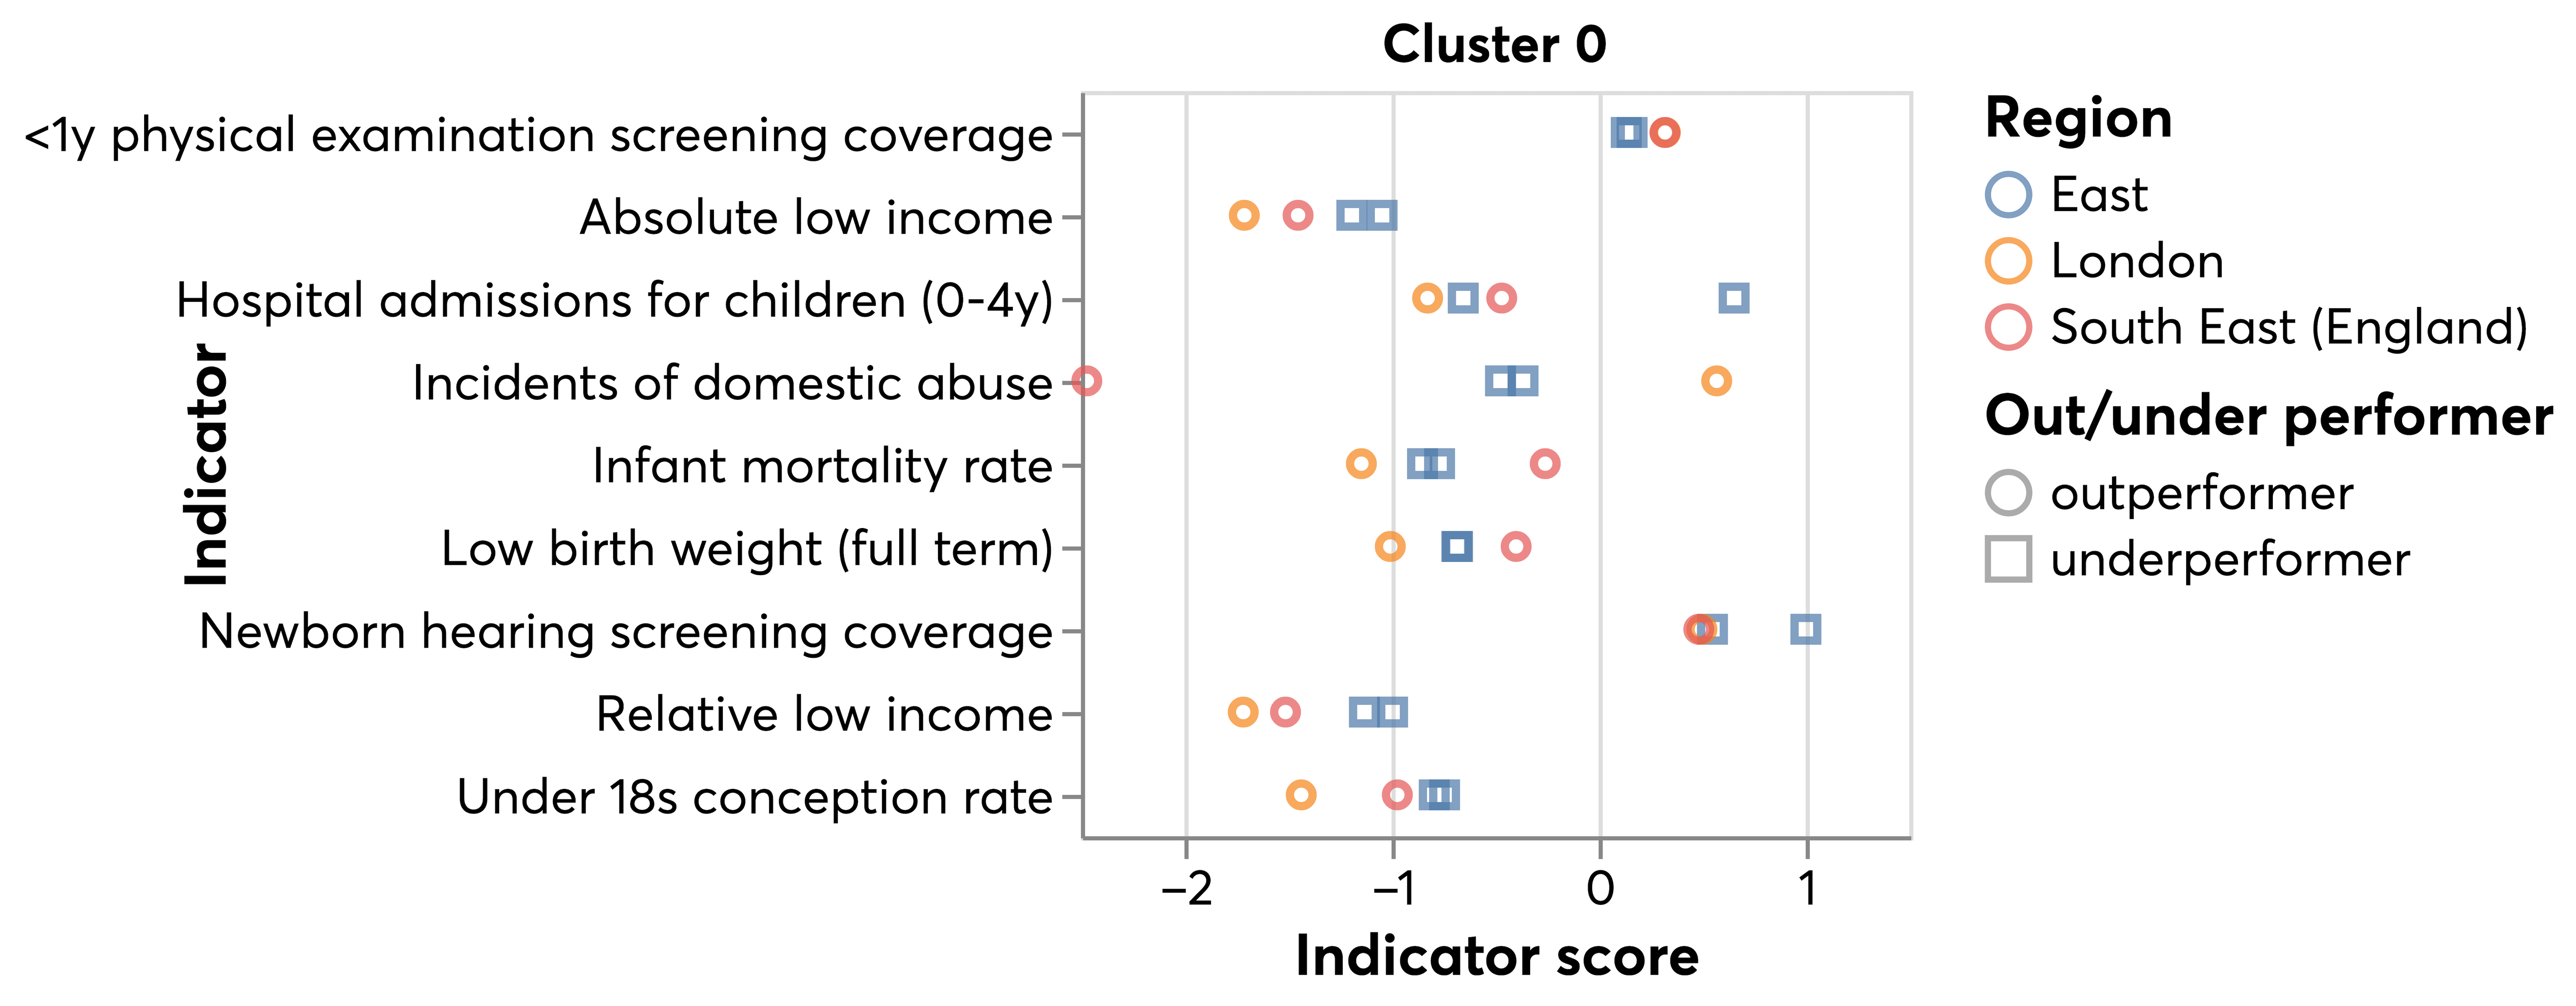 Cluster 0
<1y physical examination screening coverage
Absolute low income
Hospital admissions for children (0-4y)
Incidents of domestic abuse
Infant mortality rate
Low birth weight (full term)
Newborn hearing screening coverage
Relative low income
Under 18s conception rate
Indicator
−2
−1
0
1
Indicator score
Region
East
London
South East (England)
Out/under performer
outperformer
underperformer